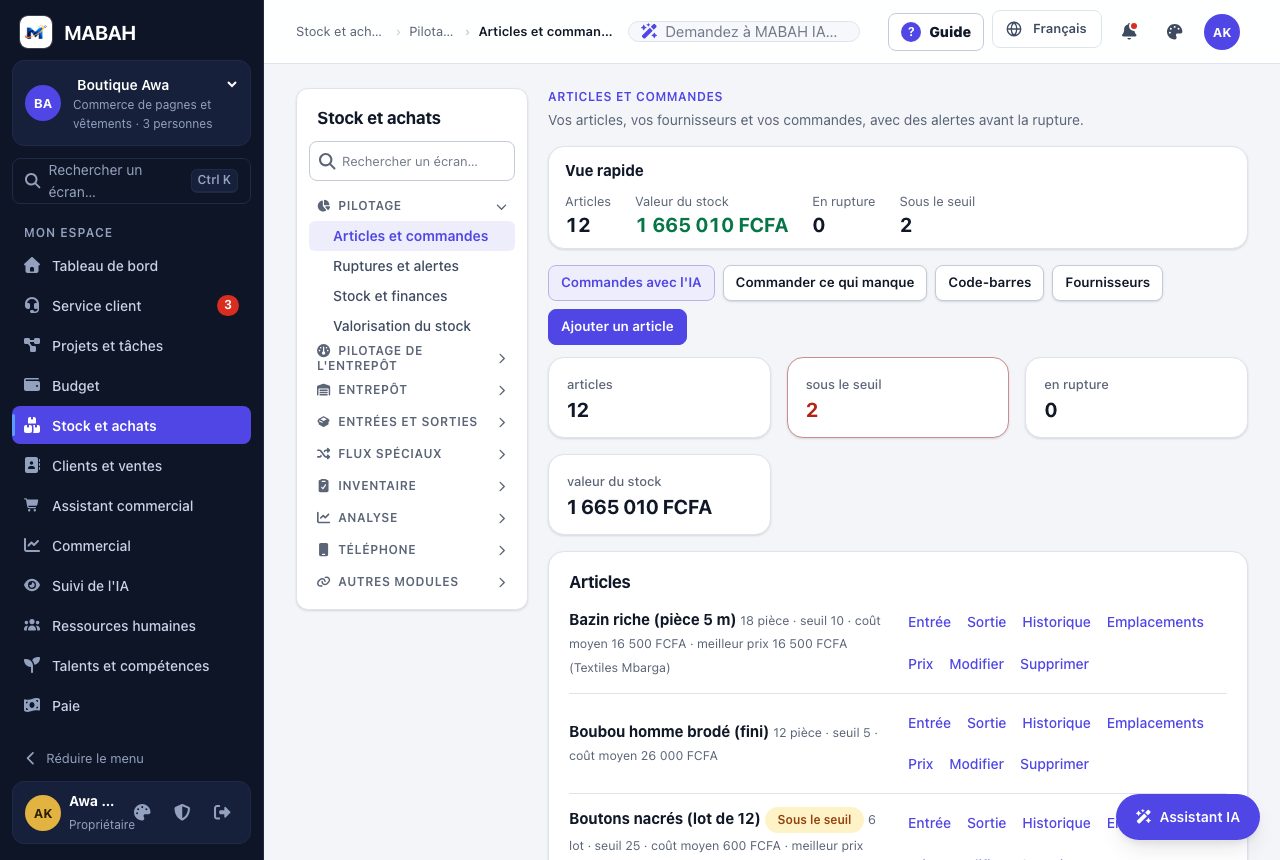 MABAH
BA
Boutique Awa
Commerce de pagnes et
vêtements · 3 personnes
Rechercher un
écran...
Ctrl K
MON ESPACE
Tableau de bord
Service client
3
Projets et tâches
Budget
Stock et achats
Clients et ventes
Assistant commercial
Commercial
Suivi de l'IA
Ressources humaines
Talents et compétences
Paie
Réduire le menu
AK
Awa ...
Propriétaire
Stock et ach... › Pilota... › Articles et comman...
Demandez à MABAH IA...
? Guide
Français
AK
Stock et achats
Rechercher un écran...
PILOTAGE
Articles et commandes
Ruptures et alertes
Stock et finances
Valorisation du stock
PILOTAGE DE
L'ENTREPÔT
ENTREPÔT
ENTRÉES ET SORTIES
FLUX SPÉCIAUX
INVENTAIRE
ANALYSE
TÉLÉPHONE
AUTRES MODULES
ARTICLES ET COMMANDES
Vos articles, vos fournisseurs et vos commandes, avec des alertes avant la rupture.
Vue rapide
Articles
12
Valeur du stock
1 665 010 FCFA
En rupture
0
Sous le seuil
2
Commandes avec l'IA
Commander ce qui manque
Code-barres
Fournisseurs
Ajouter un article
articles
12
sous le seuil
2
en rupture
0
valeur du stock
1 665 010 FCFA
Articles
Bazin riche (pièce 5 m) 18 pièce · seuil 10 · coût
moyen 16 500 FCFA · meilleur prix 16 500 FCFA
(Textiles Mbarga)
Entrée Sortie Historique Emplacements
Prix Modifier Supprimer
Boubou homme brodé (fini) 12 pièce · seuil 5 ·
coût moyen 26 000 FCFA
Entrée Sortie Historique Emplacements
Prix Modifier Supprimer
Boutons nacrés (lot de 12) Sous le seuil 6
lot · seuil 25 · coût moyen 600 FCFA · meilleur prix
Entrée Sortie Historique
Assistant IA